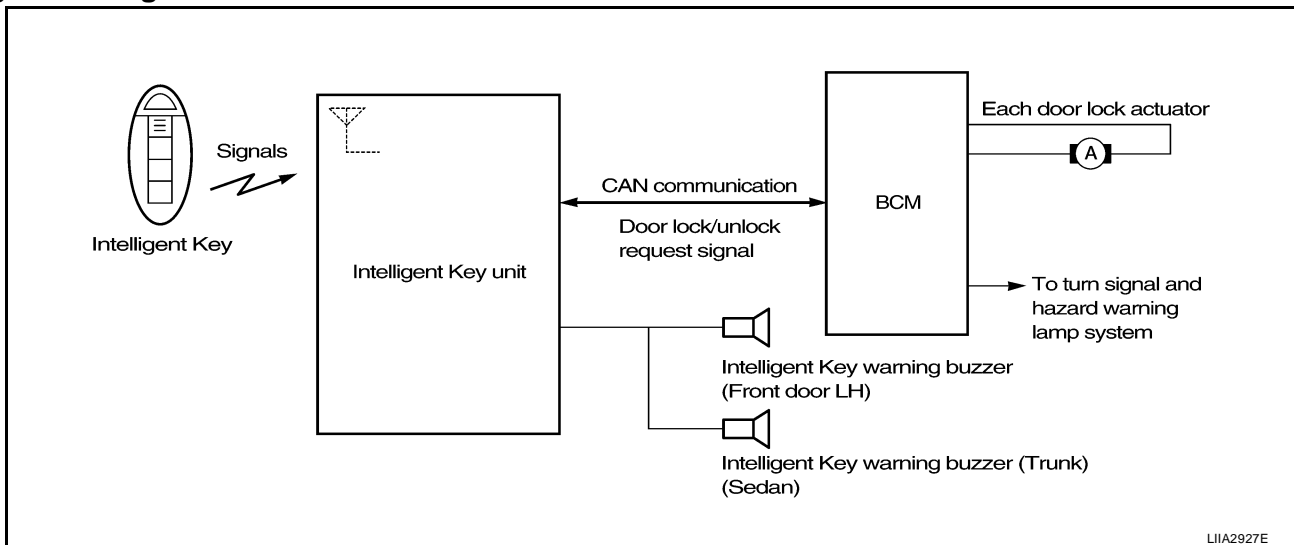 Signals
Intelligent Key
Intelligent Key unit
CAN communication
Door lock/unlock
request signal
BCM
Each door lock actuator
A
To turn signal and
hazard warning
lamp system
Intelligent Key warning buzzer
(Front door LH)
Intelligent Key warning buzzer (Trunk)
(Sedan)
LIIA2927E